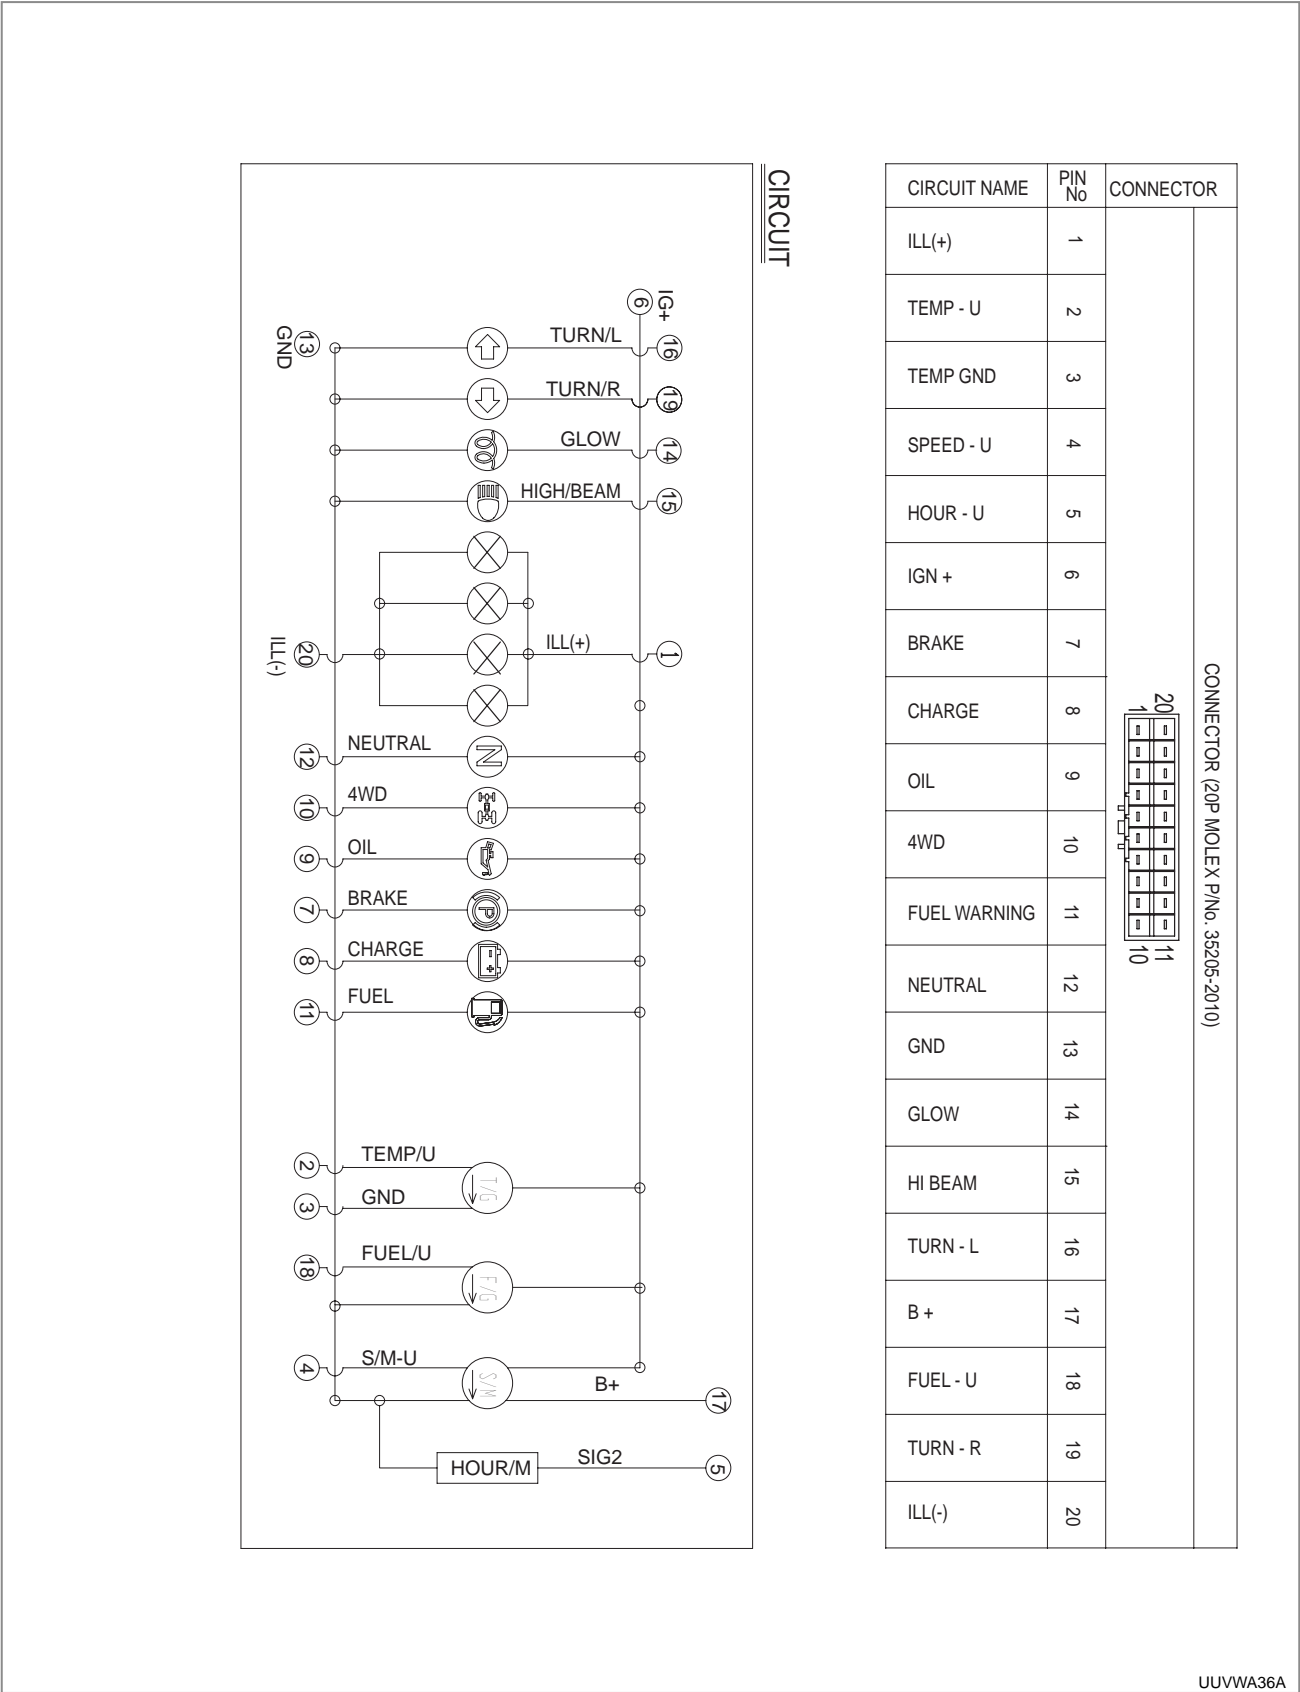 CIRCUIT
IG+
6
TURN/L
16
13
GND
TURN/R
19
GLOW
14
HIGH/BEAM
15
ILL(+)
1
20
ILL(-)
NEUTRAL
12
N
4WD
10
OIL
9
BRAKE
7
P
CHARGE
8
FUEL
11
TEMP/U
2
T/G
GND
3
FUEL/U
18
F/G
S/M-U
4
S/M
B+
17
HOUR/M
SIG2
5
CIRCUIT NAME PIN No CONNECTOR
ILL(+) 1
TEMP - U 2
TEMP GND 3
SPEED - U 4
HOUR - U 5
IGN + 6
BRAKE 7
CHARGE 8
OIL 9
4WD 10
FUEL WARNING 11
NEUTRAL 12
GND 13
GLOW 14
HI BEAM 15
TURN - L 16
B + 17
FUEL - U 18
TURN - R 19
ILL(-) 20
20
1
11
10
CONNECTOR (20P MOLEX P/No. 35205-2010)
UUVWA36A